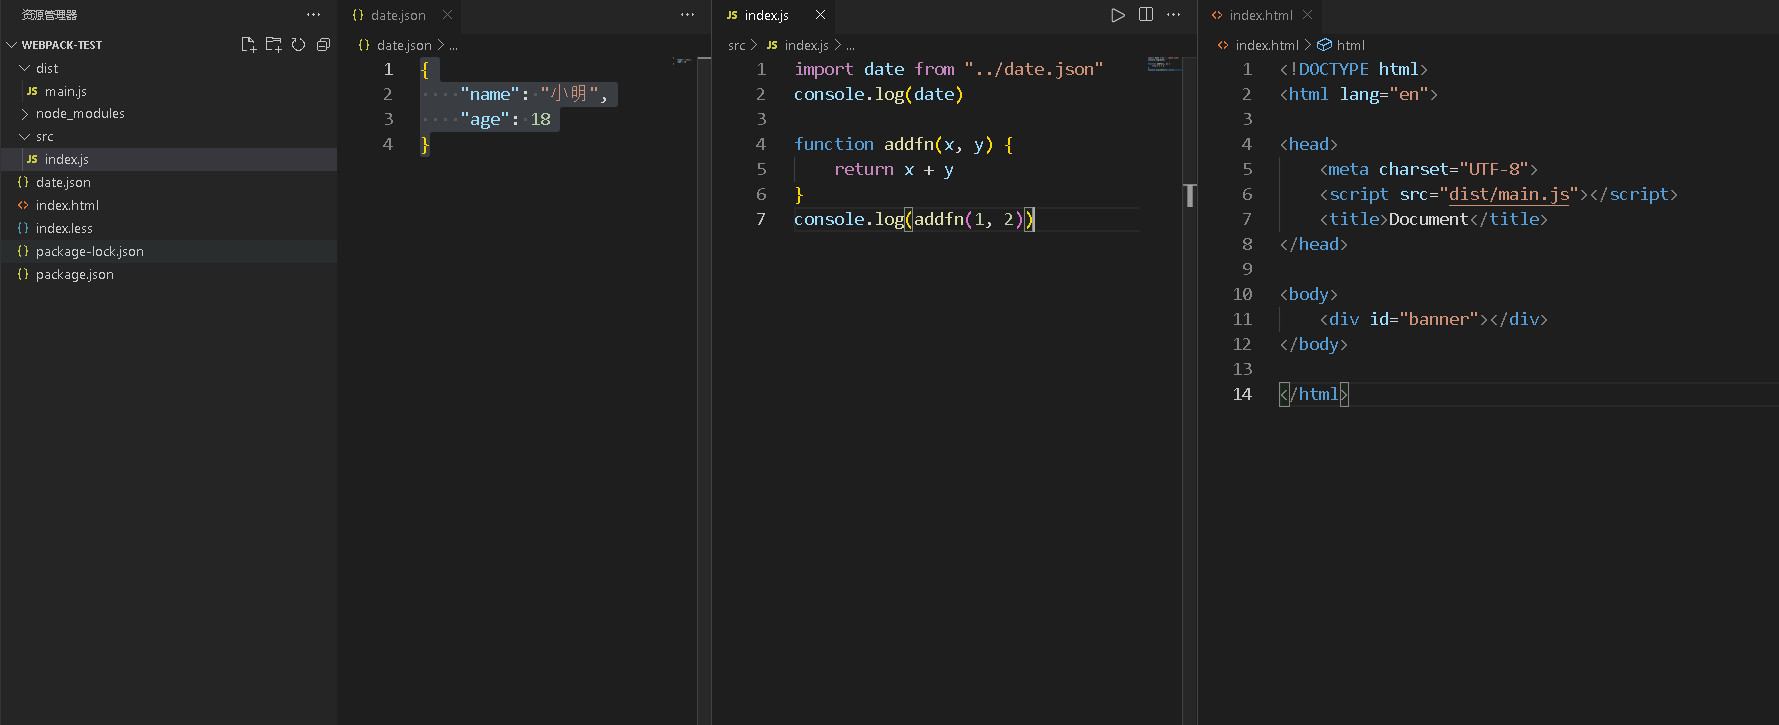 资源管理器
WEBPACK-TEST
dist
JS main.js
node_modules
src
JS index.js
{} date.json
<> index.html
{} index.less
{} package-lock.json
{} package.json
{} date.json
{} date.json > ...
1 {
2 ····"name":·"小明",
3 ····"age":·18
4 }
JS index.js
src > JS index.js > ...
1 import date from "../date.json"
2 console.log(date)
3
4 function addfn(x, y) {
5     return x + y
6 }
7 console.log(addfn(1, 2))
<> index.html
<> index.html > html
1 <!DOCTYPE html>
2 <html lang="en">
3
4 <head>
5     <meta charset="UTF-8">
6     <script src="dist/main.js"></script>
7     <title>Document</title>
8 </head>
9
10 <body>
11     <div id="banner"></div>
12 </body>
13
14 </html>